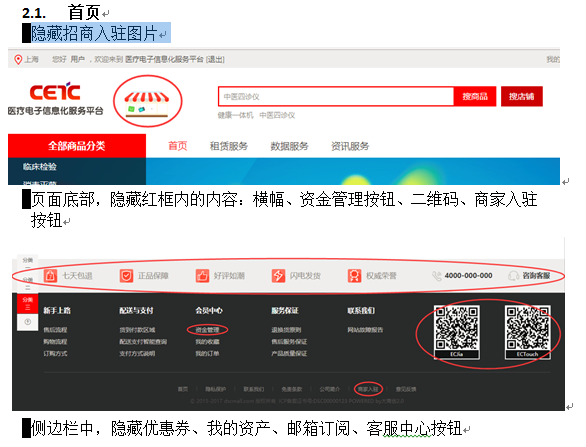 2.1. 首页
隐藏招商入驻图片
上海 您好 用户，欢迎来到 医疗电子信息化服务平台 [退出] 我的
CETC
医疗电子信息化服务平台
中医四诊仪 搜商品 搜店铺
健康一体机 中医四诊仪
全部商品分类 首页 租赁服务 数据服务 资讯服务
临床检验
页面底部，隐藏红框内的内容：横幅、资金管理按钮、二维码、商家入驻
按钮
分类一
七天包退 正品保障 好评如潮 闪电发货 权威荣誉 4000-000-000 咨询客服
分类二
分类三
新手上路 配送与支付 会员中心 服务保证 联系我们
售后流程 货到付款区域 资金管理 退换货原则 网站故障报告
购物流程 配送支付智能查询 我的收藏 售后服务保证
订购方式 支付方式说明 我的订单 产品质量保证
ECJia ECTouch
首页 隐私保护 联系我们 免责条款 公司简介 商家入驻 意见反馈
侧边栏中，隐藏优惠券、我的资产、邮箱订阅、客服中心按钮